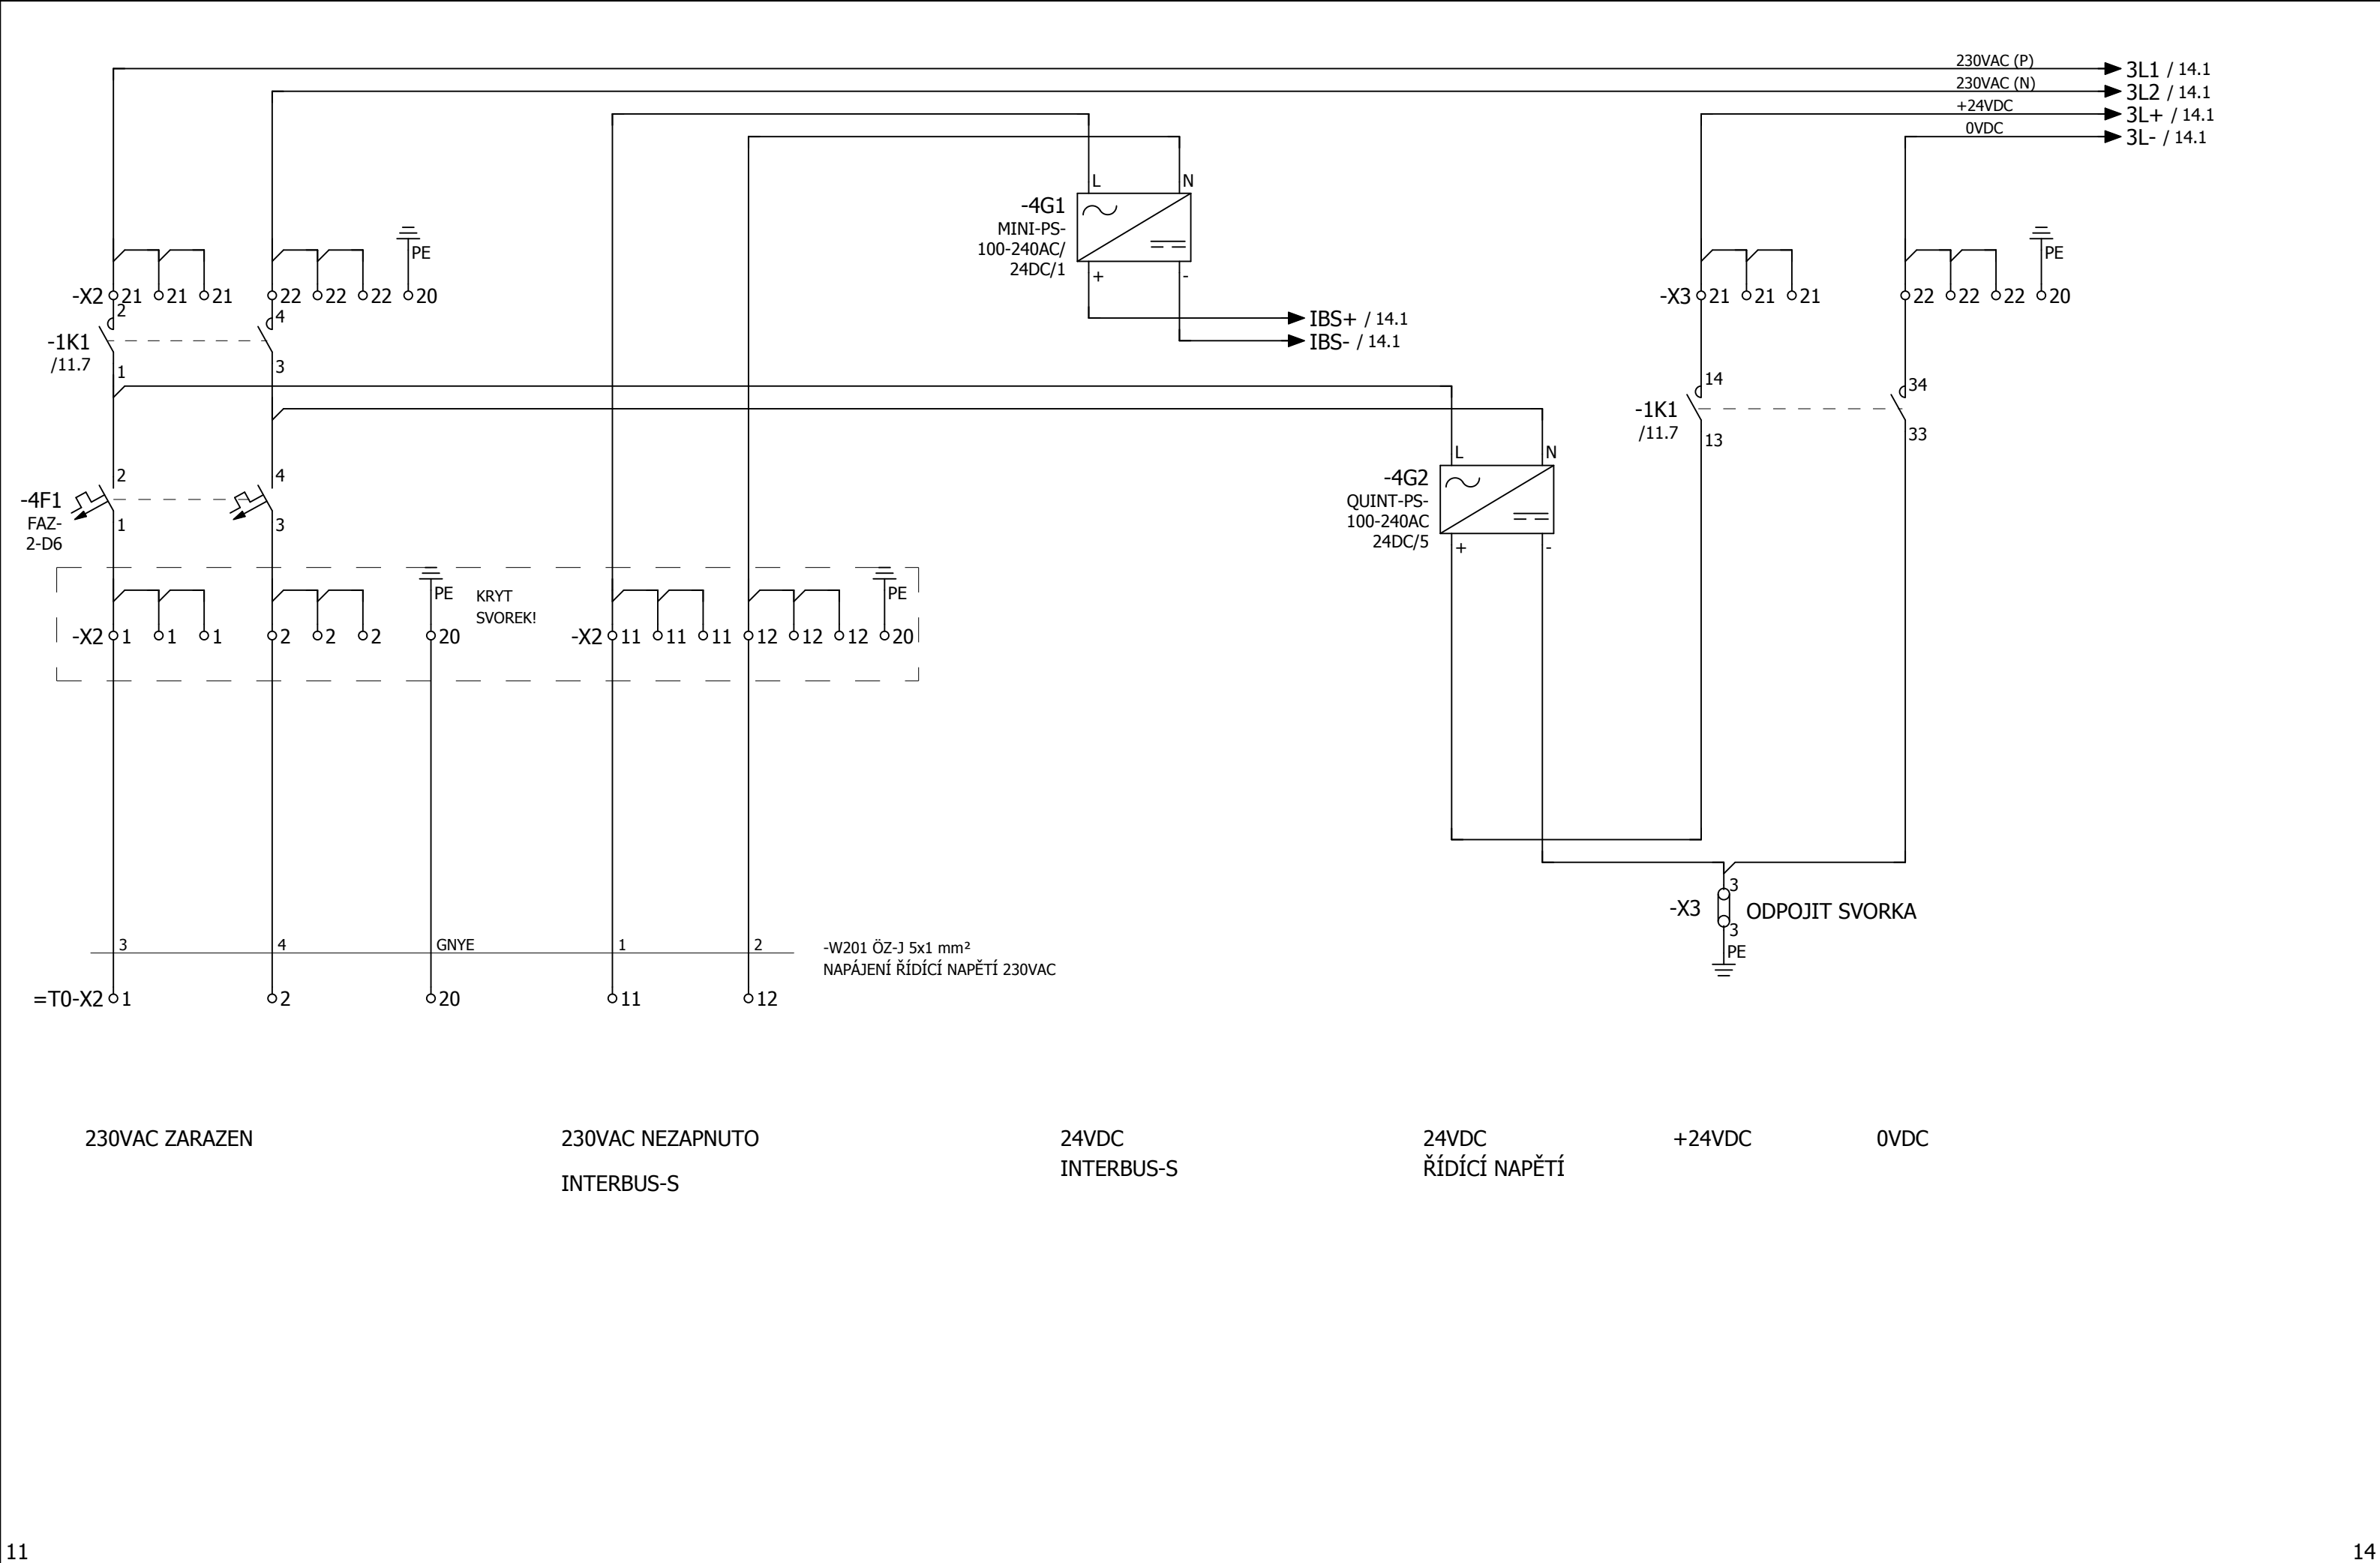 230VAC (P)
3L1 / 14.1
230VAC (N)
3L2 / 14.1
+24VDC
3L+ / 14.1
0VDC
3L- / 14.1
L N
-4G1
MINI-PS-
100-240AC/
24DC/1
+ -
PE
PE
-X2 21 21 21 22 22 22 20
-X3 21 21 21 22 22 22 20
2 4
IBS+ / 14.1
IBS- / 14.1
-1K1
/11.7
1 3
14 34
-1K1
/11.7
13 33
L N
-4G2
QUINT-PS-
100-240AC
24DC/5
+ -
2 4
-4F1
FAZ-
2-D6
1 3
PE
KRYT
SVOREK!
PE
-X2 1 1 1 2 2 2 20
-X2 11 11 11 12 12 12 20
3
-X3
ODPOJIT SVORKA
3
PE
3 4 GNYE 1 2
-W201 ÖZ-J 5x1 mm²
NAPÁJENÍ ŘÍDÍCÍ NAPĚTÍ 230VAC
=T0-X2 1 2 20 11 12
230VAC ZARAZEN
230VAC NEZAPNUTO
INTERBUS-S
24VDC
INTERBUS-S
24VDC
ŘÍDÍCÍ NAPĚTÍ
+24VDC
0VDC
11
14